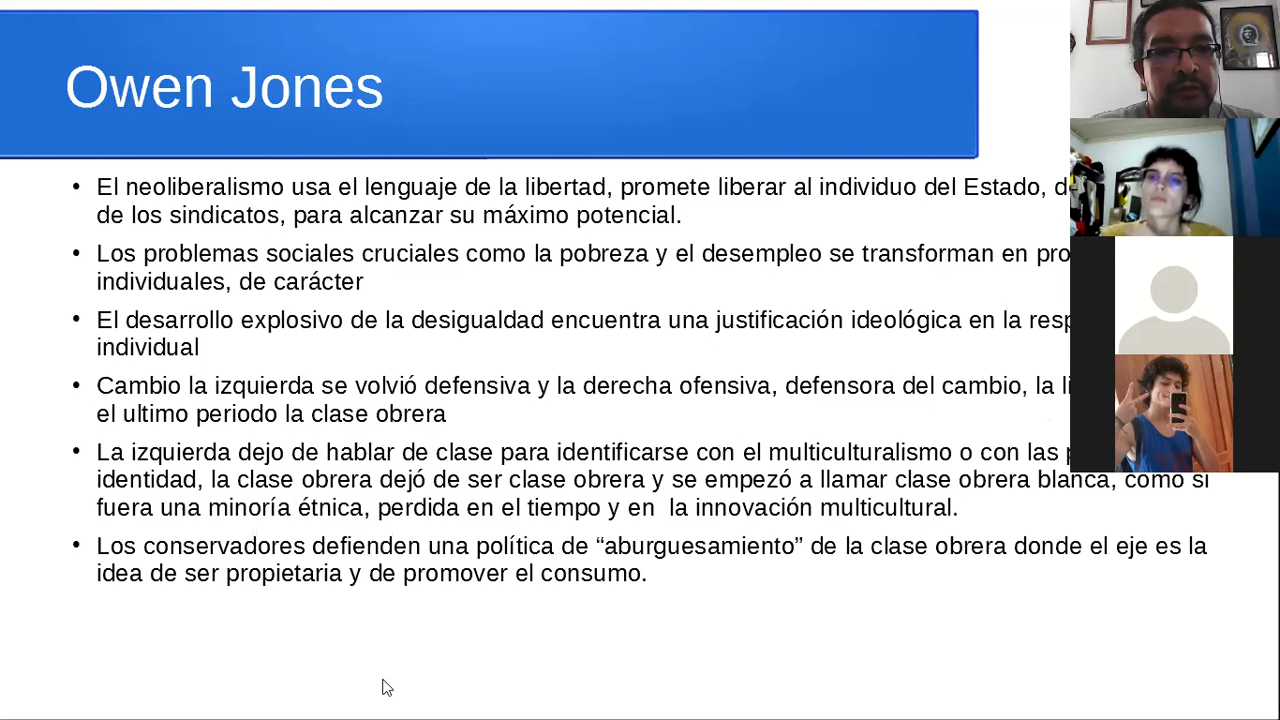 Owen Jones
• El neoliberalismo usa el lenguaje de la libertad, promete liberar al individuo del Estado,
de los sindicatos, para alcanzar su máximo potencial.
• Los problemas sociales cruciales como la pobreza y el desempleo se transforman en
individuales, de carácter
• El desarrollo explosivo de la desigualdad encuentra una justificación ideológica en la
individual
• Cambio la izquierda se volvió defensiva y la derecha ofensiva, defensora del cambio, la
el ultimo periodo la clase obrera
• La izquierda dejo de hablar de clase para identificarse con el multiculturalismo o con las
identidad, la clase obrera dejó de ser clase obrera y se empezó a llamar clase obrera blanca, como si
fuera una minoría étnica, perdida en el tiempo y en  la innovación multicultural.
• Los conservadores defienden una política de “aburguesamiento” de la clase obrera donde el eje es la
idea de ser propietaria y de promover el consumo.